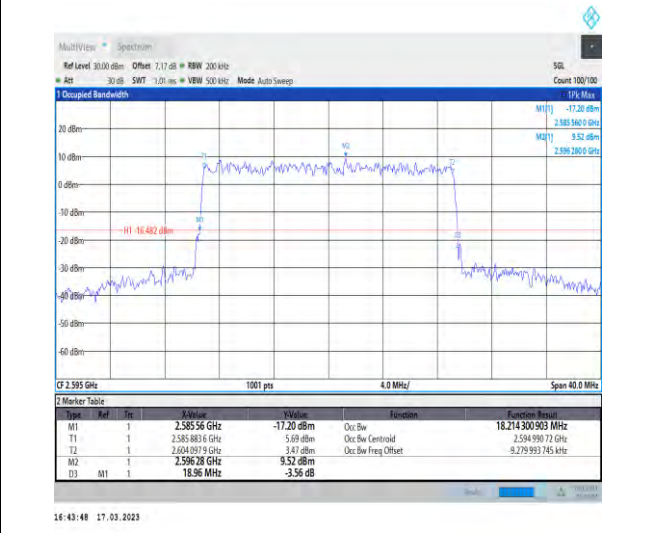 MultiView Spectrum
Ref Level 30.00 dBm Offset 7.17 dB RBW 200 kHz SGL
Att 30 dB SWT 1.01 ms VBW 500 kHz Mode Auto Sweep Count 100/100
1 Occupied Bandwidth 1Pk Max
M1[1] -17.20 dBm
2.585 560 0 GHz
20 dBm M2[1] 9.52 dBm
2.596 280 0 GHz
M2
10 dBm
T1
0 dBm
-10 dBm
M1
H1 -16.482 dBm
-20 dBm
-30 dBm
-40 dBm
-50 dBm
-60 dBm
CF 2.595 GHz 1001 pts 4.0 MHz/ Span 40.0 MHz
2 Marker Table
Type Ref Trc X-Value Y-Value Function Function Result
M1 1 2.585 56 GHz -17.20 dBm Occ Bw 18.214 300 903 MHz
T1 1 2.585 883 6 GHz 5.69 dBm Occ Bw Centroid 2.594 990 72 GHz
T2 1 2.604 097 9 GHz 3.47 dBm Occ Bw Freq Offset -9.279 993 745 kHz
M2 1 2.596 28 GHz 9.52 dBm
D3 M1 1 18.96 MHz -3.56 dB
16:43:48 17.03.2023